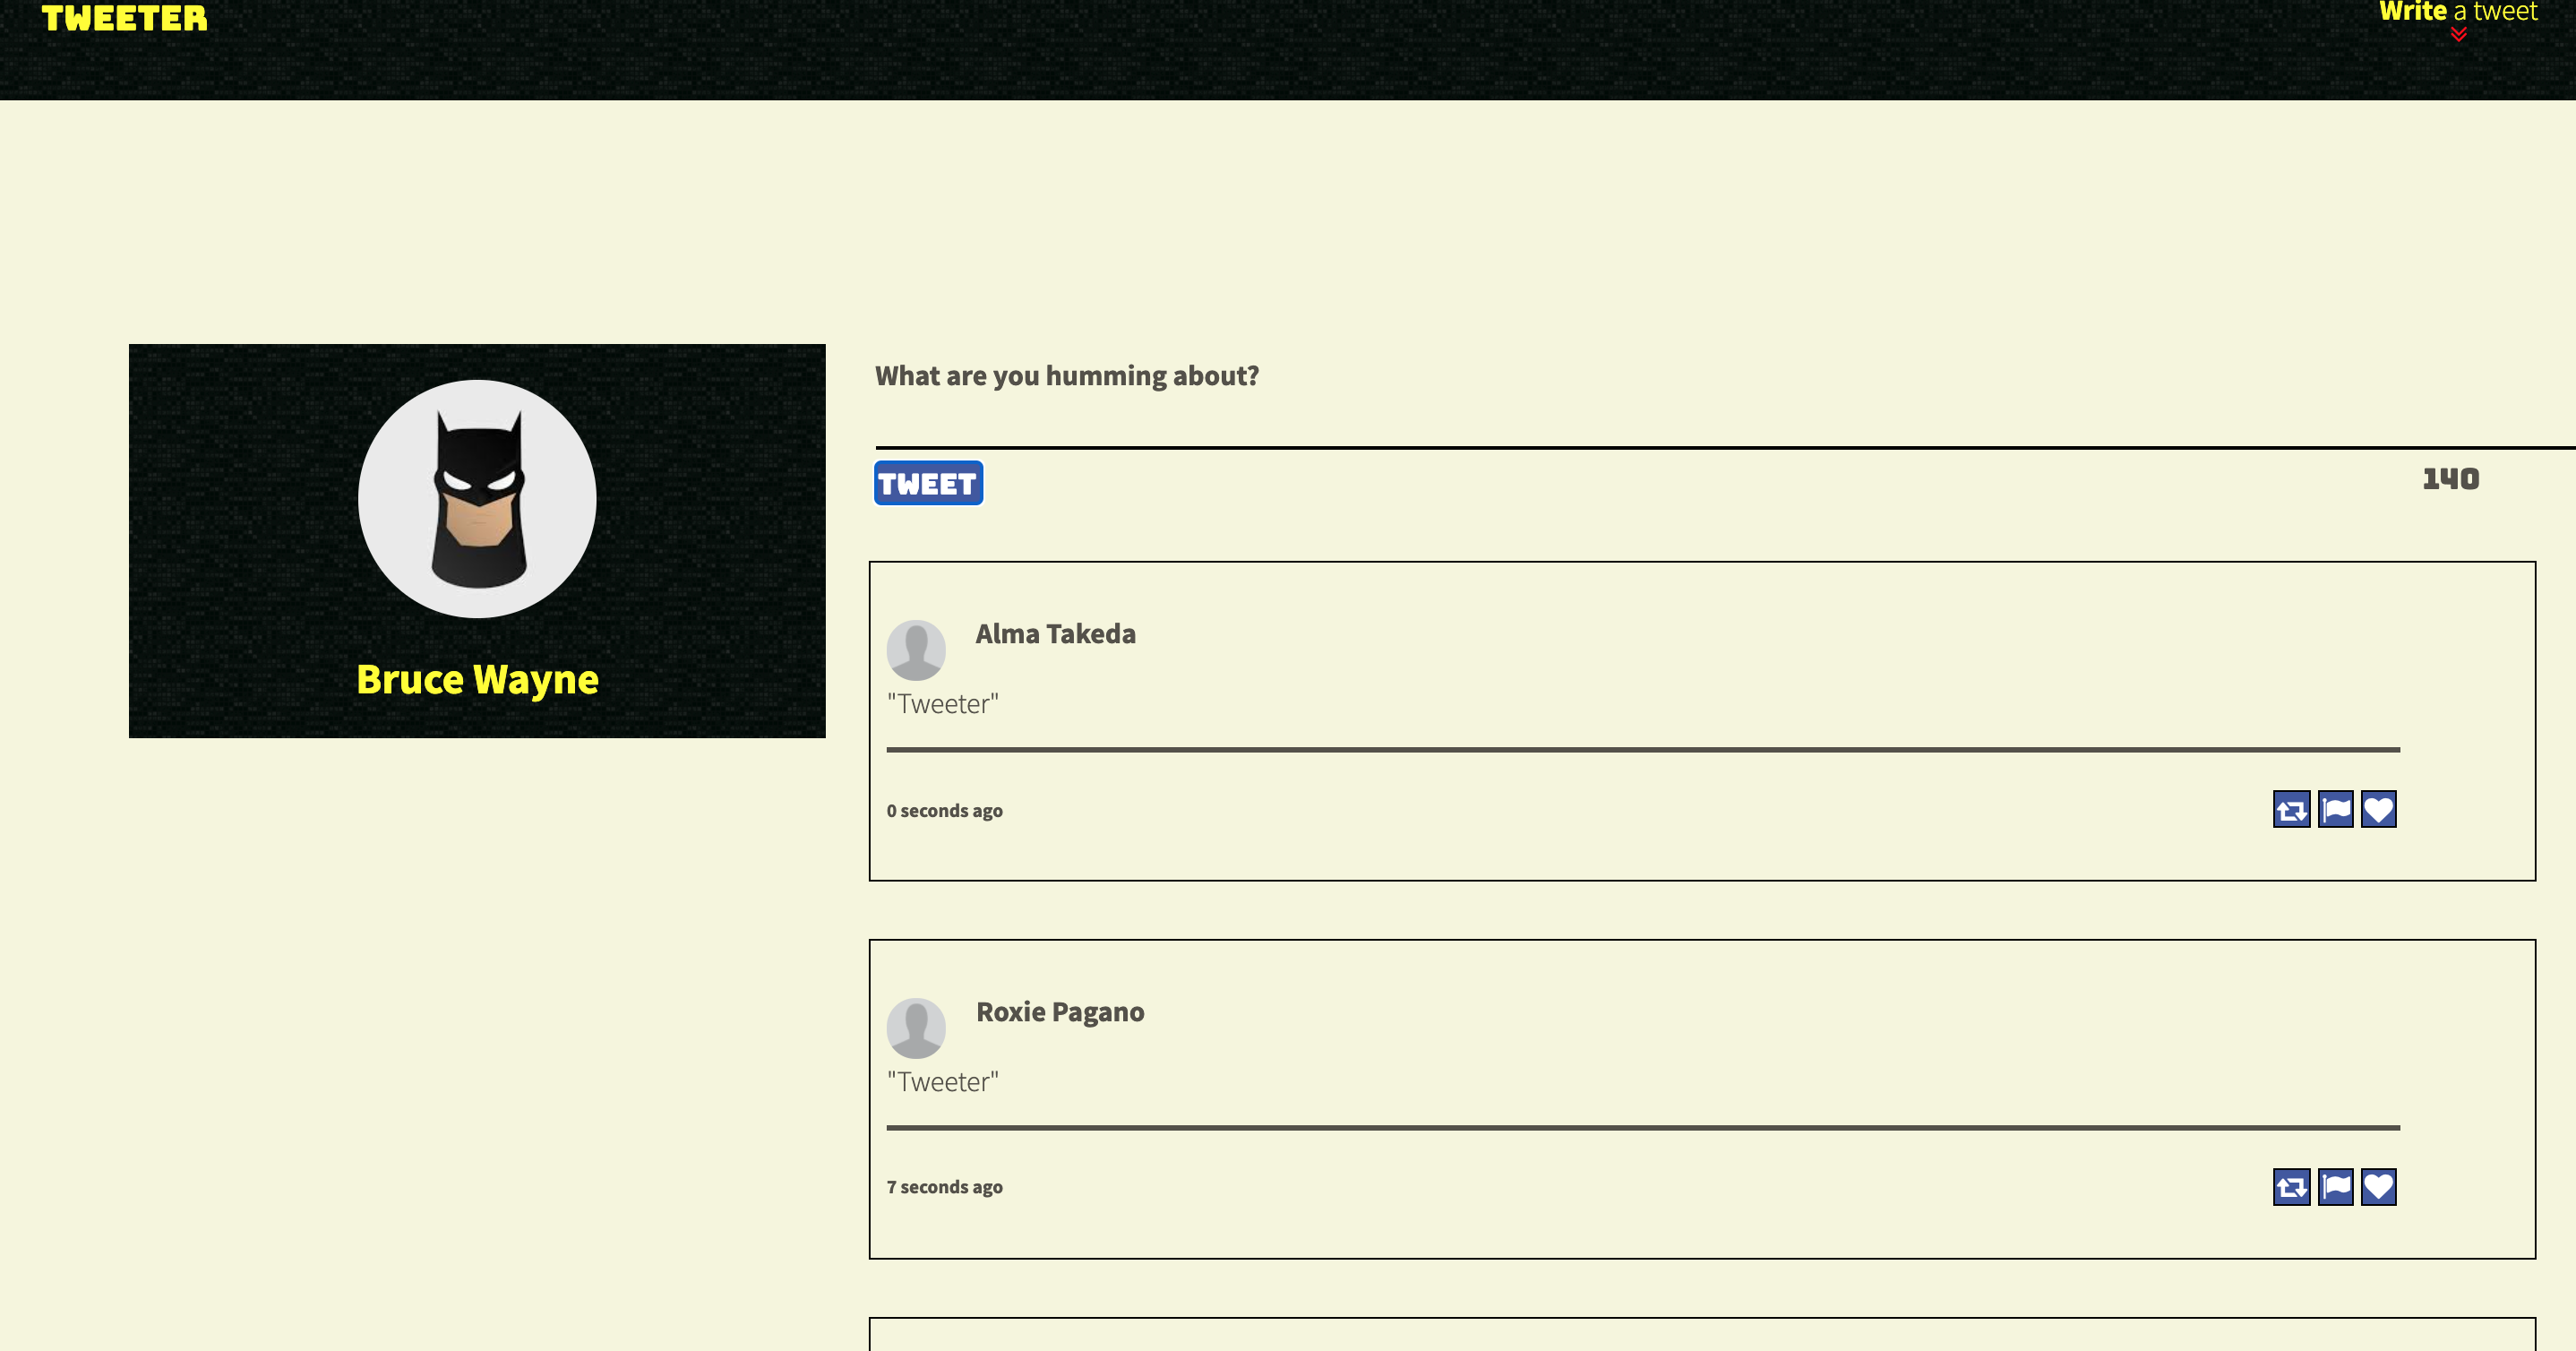 TWEETER
Write a tweet
Bruce Wayne
What are you humming about?
TWEET
140
Alma Takeda
"Tweeter"
0 seconds ago
Roxie Pagano
"Tweeter"
7 seconds ago